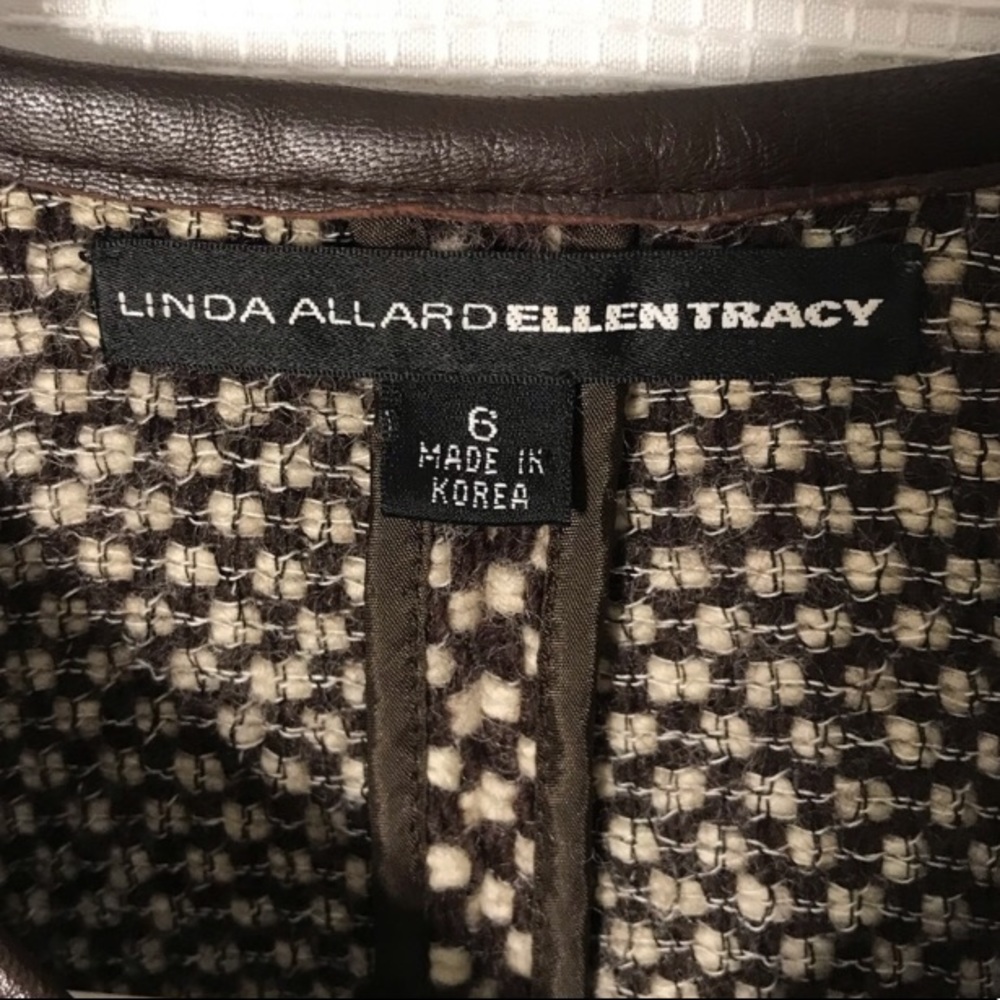 LINDA ALLARD ELLEN TRACY
6
MADE IN
KOREA